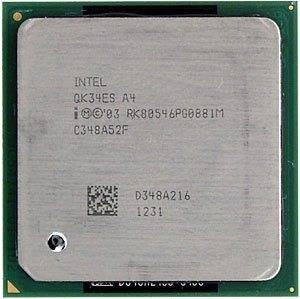 INTEL
QK34ES A4
i Ⓜ©'03 RK80546PG0881M
C348A52F
D348A216
1231